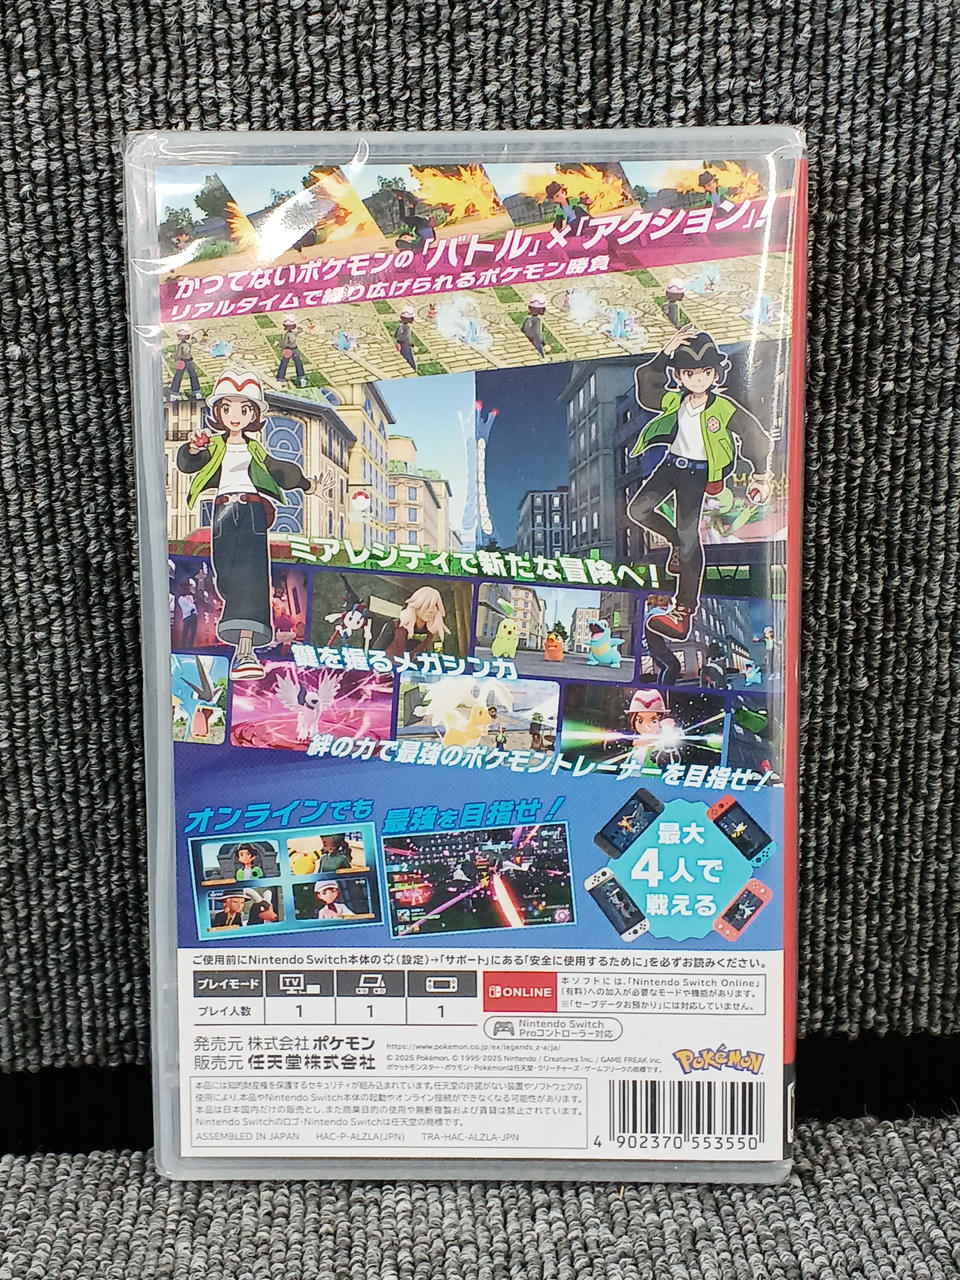 かつてないポケモンの「バトル」×「アクション」!
リアルタイムで繰り広げられるポケモン勝負
ミアレシティで新たな冒険へ!
鍵を握るメガシンカ
絆の力で最強のポケモントレーナーを目指せ!
オンラインでも 最強を目指せ!
最大
4人で
戦える
ご使用前にNintendo Switch本体の(設定)→「サポート」にある「安全に使用するために」を必ずお読みください。
プレイモード TV
プレイ人数 1 1 1
ONLINE
本ソフトには、「Nintendo Switch Online」
(有料)への加入が必要なモードや機能があります。
※「セーブデータお預かり」には対応していません。
Nintendo Switch
Proコントローラー対応
発売元 株式会社ポケモン
販売元 任天堂株式会社
https://www.pokemon.co.jp/ex/legends_z-a/ja/
© 2025 Pokémon. © 1995-2025 Nintendo / Creatures Inc. / GAME FREAK inc.
ポケットモンスター・ポケモン・Pokémonは任天堂・クリーチャーズ・ゲームフリークの商標です。
POKéMON
本品には知的財産権を保護するセキュリティが組み込まれています。任天堂の許諾がない装置やソフトウェアの
使用により、本品やNintendo Switch本体の起動やオンライン接続ができなくなる可能性があります。
本品は日本国内だけの販売とし、また商業目的の使用や無断複製および賃貸は禁止されています。
Nintendo Switchのロゴ・Nintendo Switchは任天堂の商標です。
ASSEMBLED IN JAPAN HAC-P-ALZLA(JPN) TRA-HAC-ALZLA-JPN
4 902370 553550